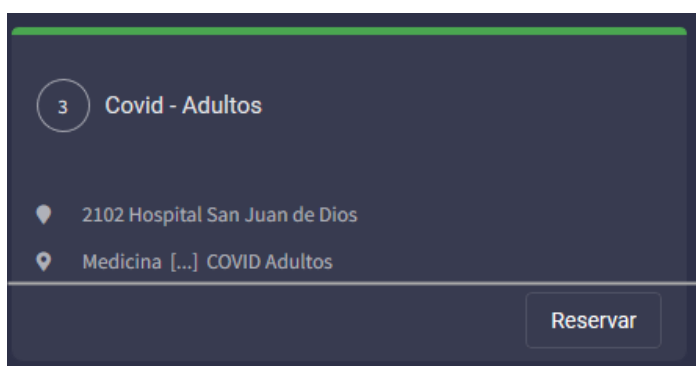 3 Covid - Adultos
2102 Hospital San Juan de Dios
Medicina [...] COVID Adultos
Reservar